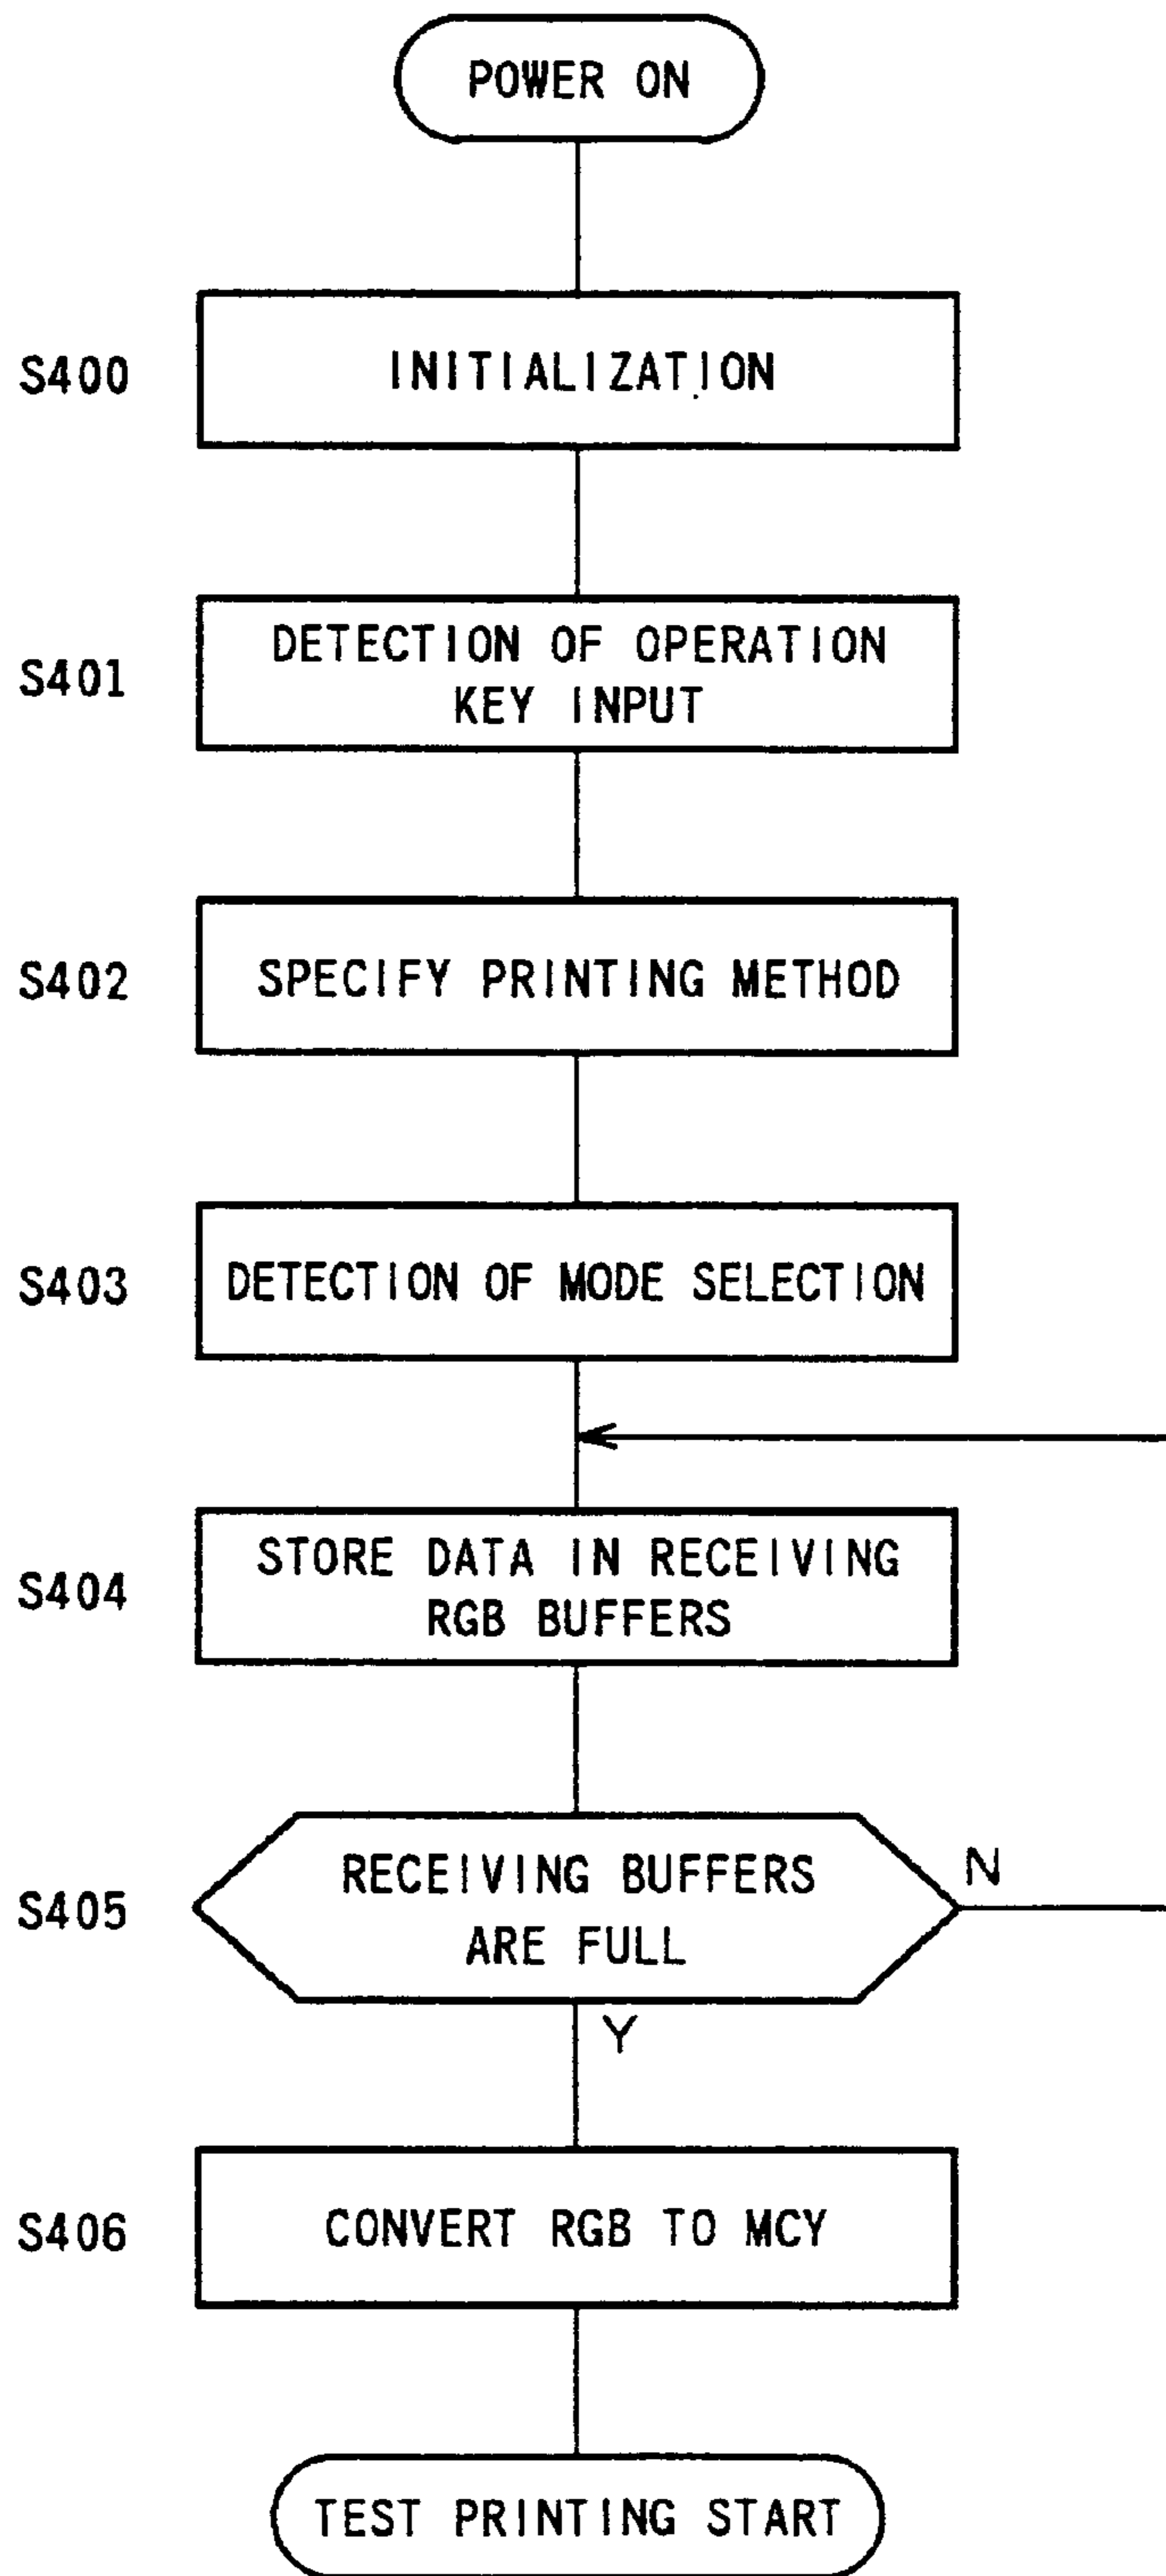 POWER ON
S400
INITIALIZATION
S401
DETECTION OF OPERATION
KEY INPUT
S402
SPECIFY PRINTING METHOD
S403
DETECTION OF MODE SELECTION
S404
STORE DATA IN RECEIVING
RGB BUFFERS
S405
RECEIVING BUFFERS
ARE FULL
N
Y
S406
CONVERT RGB TO MCY
TEST PRINTING START